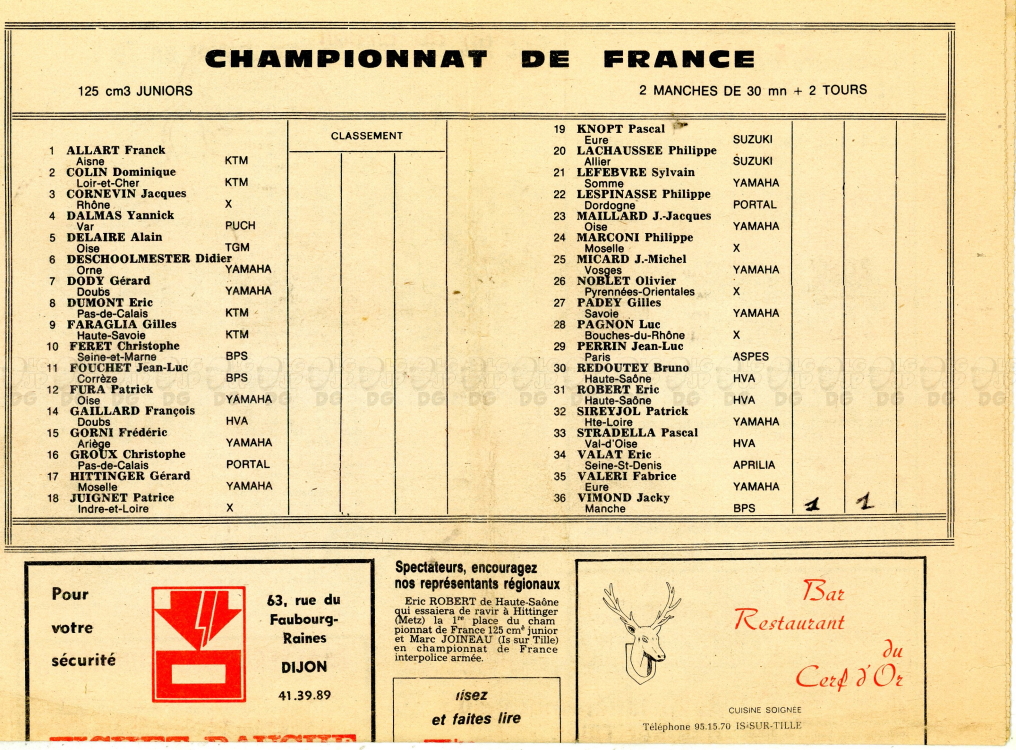 CHAMPIONNAT DE FRANCE
125 cm3 JUNIORS
2 MANCHES DE 30 mn + 2 TOURS
CLASSEMENT
1 ALLART Franck
Aisne KTM
2 COLIN Dominique
Loir-et-Cher KTM
3 CORNEVIN Jacques
Rhône X
4 DALMAS Yannick
Var PUCH
5 DELAIRE Alain
Oise TGM
6 DESCHOOLMESTER Didier
Orne YAMAHA
7 DODY Gérard
Doubs YAMAHA
8 DUMONT Eric
Pas-de-Calais KTM
9 FARAGLIA Gilles
Haute-Savoie KTM
10 FERET Christophe
Seine-et-Marne BPS
11 FOUCHET Jean-Luc
Corrèze BPS
12 FURA Patrick
Oise YAMAHA
14 GAILLARD François
Doubs HVA
15 GORNI Frédéric
Ariège YAMAHA
16 GROUX Christophe
Pas-de-Calais PORTAL
17 HITTINGER Gérard
Moselle YAMAHA
18 JUIGNET Patrice
Indre-et-Loire X
19 KNOPT Pascal
Eure SUZUKI
20 LACHAUSSEE Philippe
Allier SUZUKI
21 LEFEBVRE Sylvain
Somme YAMAHA
22 LESPINASSE Philippe
Dordogne PORTAL
23 MAILLARD J.-Jacques
Oise YAMAHA
24 MARCONI Philippe
Moselle X
25 MICARD J.-Michel
Vosges YAMAHA
26 NOBLET Olivier
Pyrennées-Orientales X
27 PADEY Gilles
Savoie YAMAHA
28 PAGNON Luc
Bouches-du-Rhône X
29 PERRIN Jean-Luc
Paris ASPES
30 REDOUTEY Bruno
Haute-Saône HVA
31 ROBERT Eric
Haute-Saône HVA
32 SIREYJOL Patrick
Hte-Loire YAMAHA
33 STRADELLA Pascal
Val-d'Oise HVA
34 VALAT Eric
Seine-St-Denis APRILIA
35 VALERI Fabrice
Eure YAMAHA
36 VIMOND Jacky
Manche BPS 1 1
Pour
votre
sécurité
63, rue du
Faubourg-
Raines
DIJON
41.39.89
Spectateurs, encouragez
nos représentants régionaux
Eric ROBERT de Haute-Saône
qui essaiera de ravir à Hittinger
(Metz) la 1re place du cham
pionnat de France 125 cm³ junior
et Marc JOINEAU (Is sur Tille)
en championnat de France
interpolice armée.
et faites lire
Bar
Restaurant
du
Cerf d'Or
CUISINE SOIGNEE
Téléphone 95.15.70 IS-SUR-TILLE